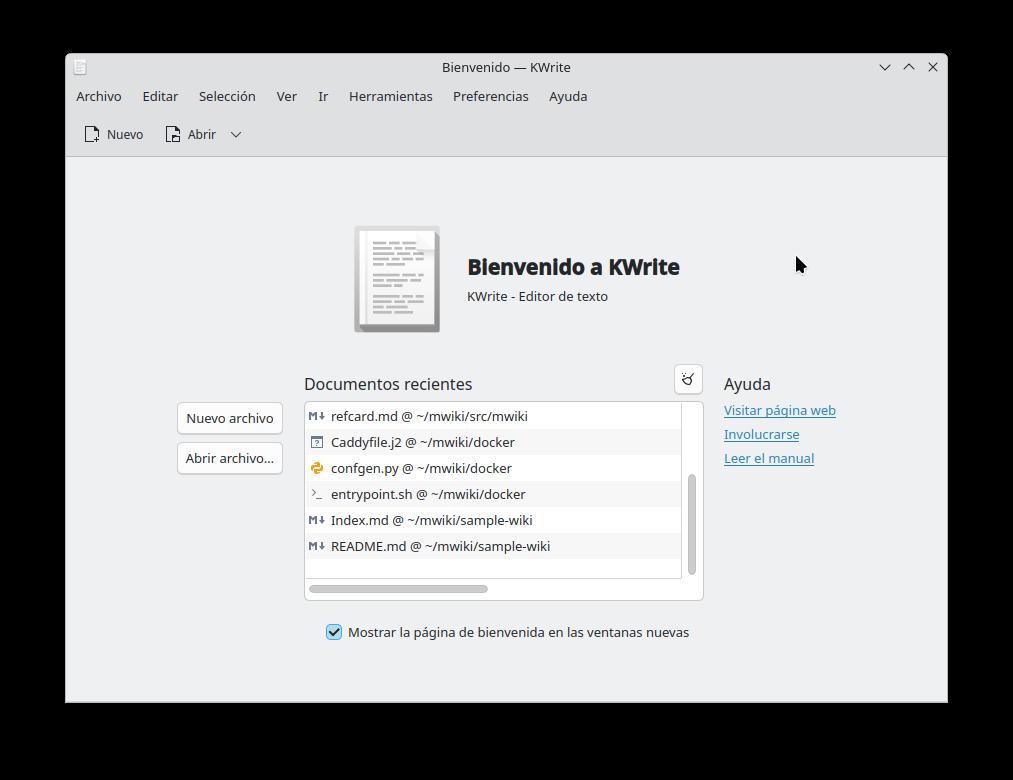 Bienvenido — KWrite
Archivo Editar Selección Ver Ir Herramientas Preferencias Ayuda
Nuevo Abrir
Bienvenido a KWrite
KWrite - Editor de texto
Documentos recientes
Ayuda
Nuevo archivo
Abrir archivo...
refcard.md @ ~/mwiki/src/mwiki
Caddyfile.j2 @ ~/mwiki/docker
confgen.py @ ~/mwiki/docker
entrypoint.sh @ ~/mwiki/docker
Index.md @ ~/mwiki/sample-wiki
README.md @ ~/mwiki/sample-wiki
Visitar página web
Involucrarse
Leer el manual
Mostrar la página de bienvenida en las ventanas nuevas